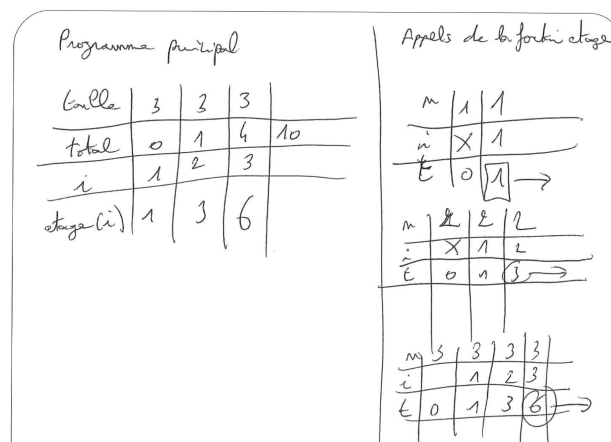 Programme principal
taille 3 3 3
total 0 1 4 10
i 1 2 3
etage(i) 1 3 6
Appels de la fonction etage
n 1 1
i X 1
t 0 1 →
n 2 2 2
i X 1 2
t 0 1 3 →
n 3 3 3 3
i 1 2 3
t 0 1 3 6 →